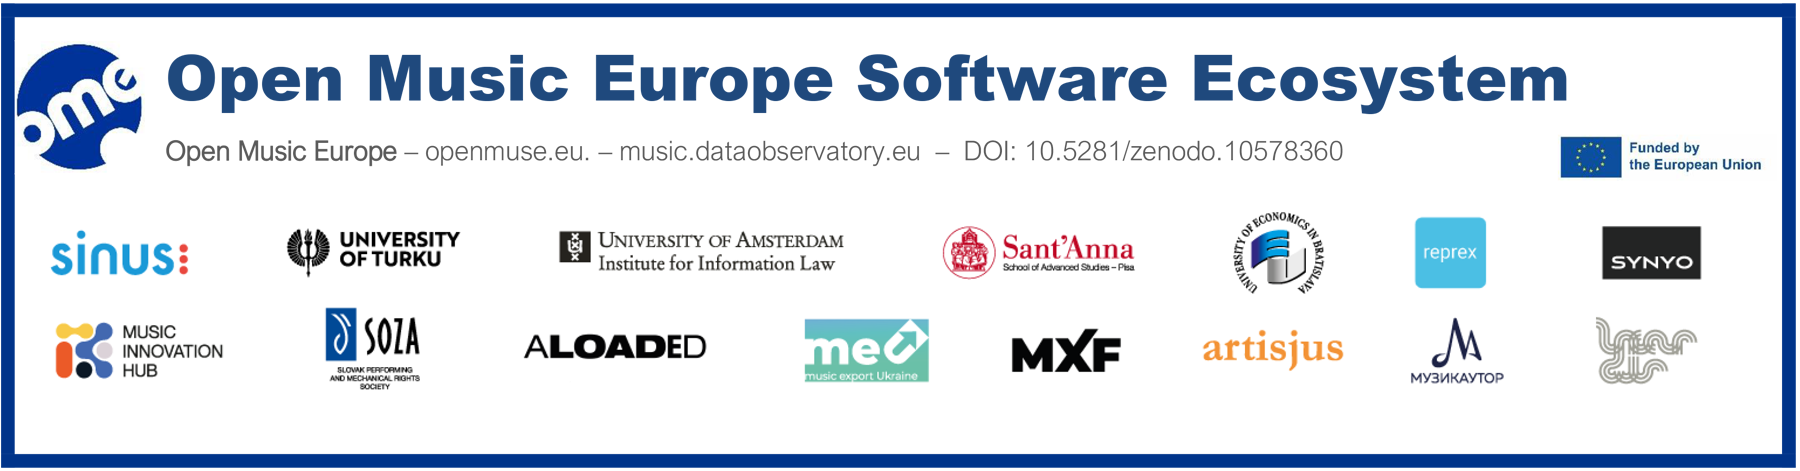 ome
Open Music Europe Software Ecosystem
Open Music Europe – openmuse.eu. – music.dataobservatory.eu – DOI: 10.5281/zenodo.10578360
Funded by
the European Union
sinus:
UNIVERSITY
OF TURKU
UNIVERSITY OF AMSTERDAM
Institute for Information Law
Sant'Anna
School of Advanced Studies – Pisa
UNIVERSITY OF ECONOMICS IN BRATISLAVA
reprex
SYNYO
MUSIC
INNOVATION
HUB
SOZA
SLOVAK PERFORMING
AND MECHANICAL RIGHTS
SOCIETY
ALOADED
me
music export Ukraine
MXF
artisjus
МУЗИКАУТОР